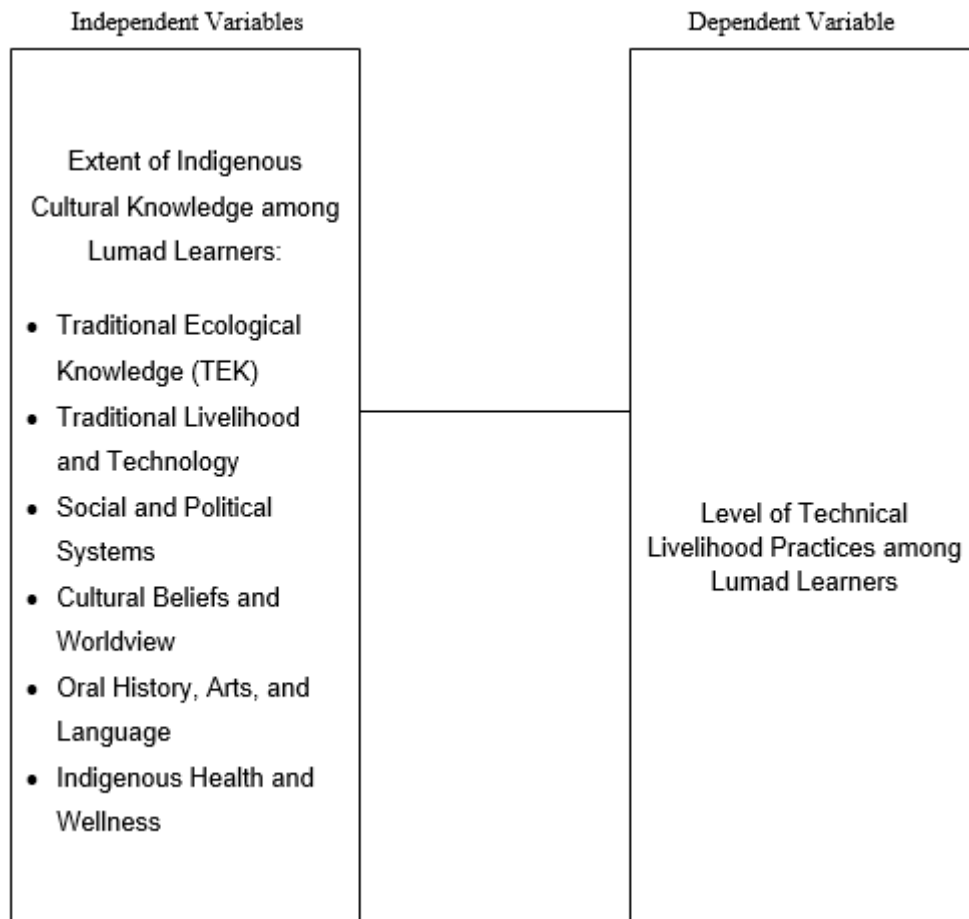 Independent Variables
Dependent Variable
Extent of Indigenous
Cultural Knowledge among
Lumad Learners:
• Traditional Ecological
Knowledge (TEK)
• Traditional Livelihood
and Technology
• Social and Political
Systems
• Cultural Beliefs and
Worldview
• Oral History, Arts, and
Language
• Indigenous Health and
Wellness
Level of Technical
Livelihood Practices among
Lumad Learners